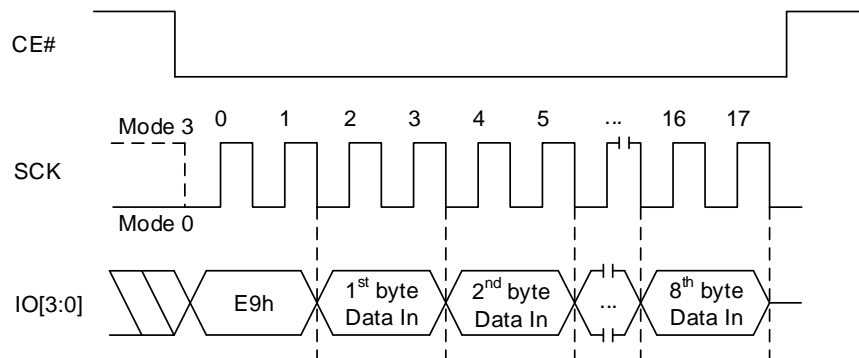 CE#
0 1 2 3 4 5 ... 16 17
Mode 3
SCK
Mode 0
IO[3:0] E9h 1st byte Data In 2nd byte Data In ... 8th byte Data In